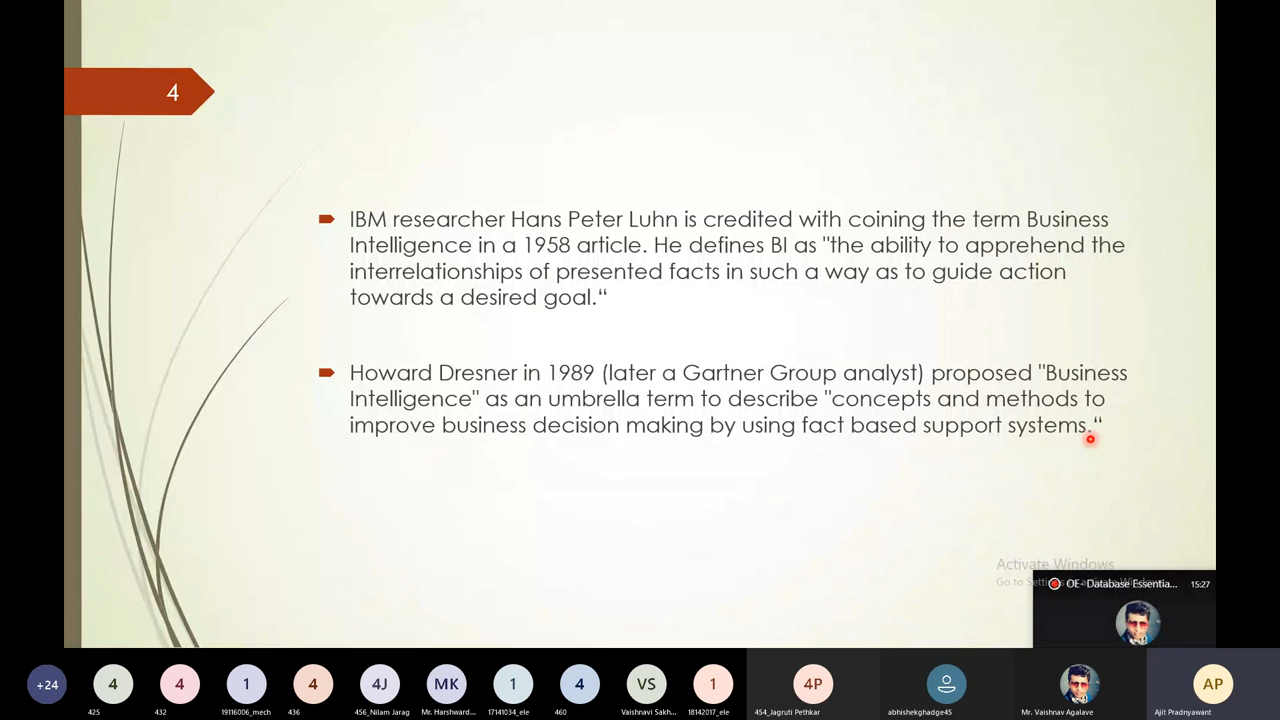 4
IBM researcher Hans Peter Luhn is credited with coining the term Business
Intelligence in a 1958 article. He defines BI as "the ability to apprehend the
interrelationships of presented facts in such a way as to guide action
towards a desired goal.“
Howard Dresner in 1989 (later a Gartner Group analyst) proposed "Business
Intelligence" as an umbrella term to describe "concepts and methods to
improve business decision making by using fact based support systems.“
Activate Windows
Go to
OE- Database Essentia... 15:27
+24 4 4 1 4 4J MK 1 4 VS 1 4P AP
425 432 19116006_mech 436 456_Nilam Jarag Mr. Harshward... 17141034_ele 460 Vaishnavi Sakh... 18142017_ele 454_Jagruti Pethkar abhishekghadge45 Mr. Vaishnav Agalave Ajit Pradnyawant